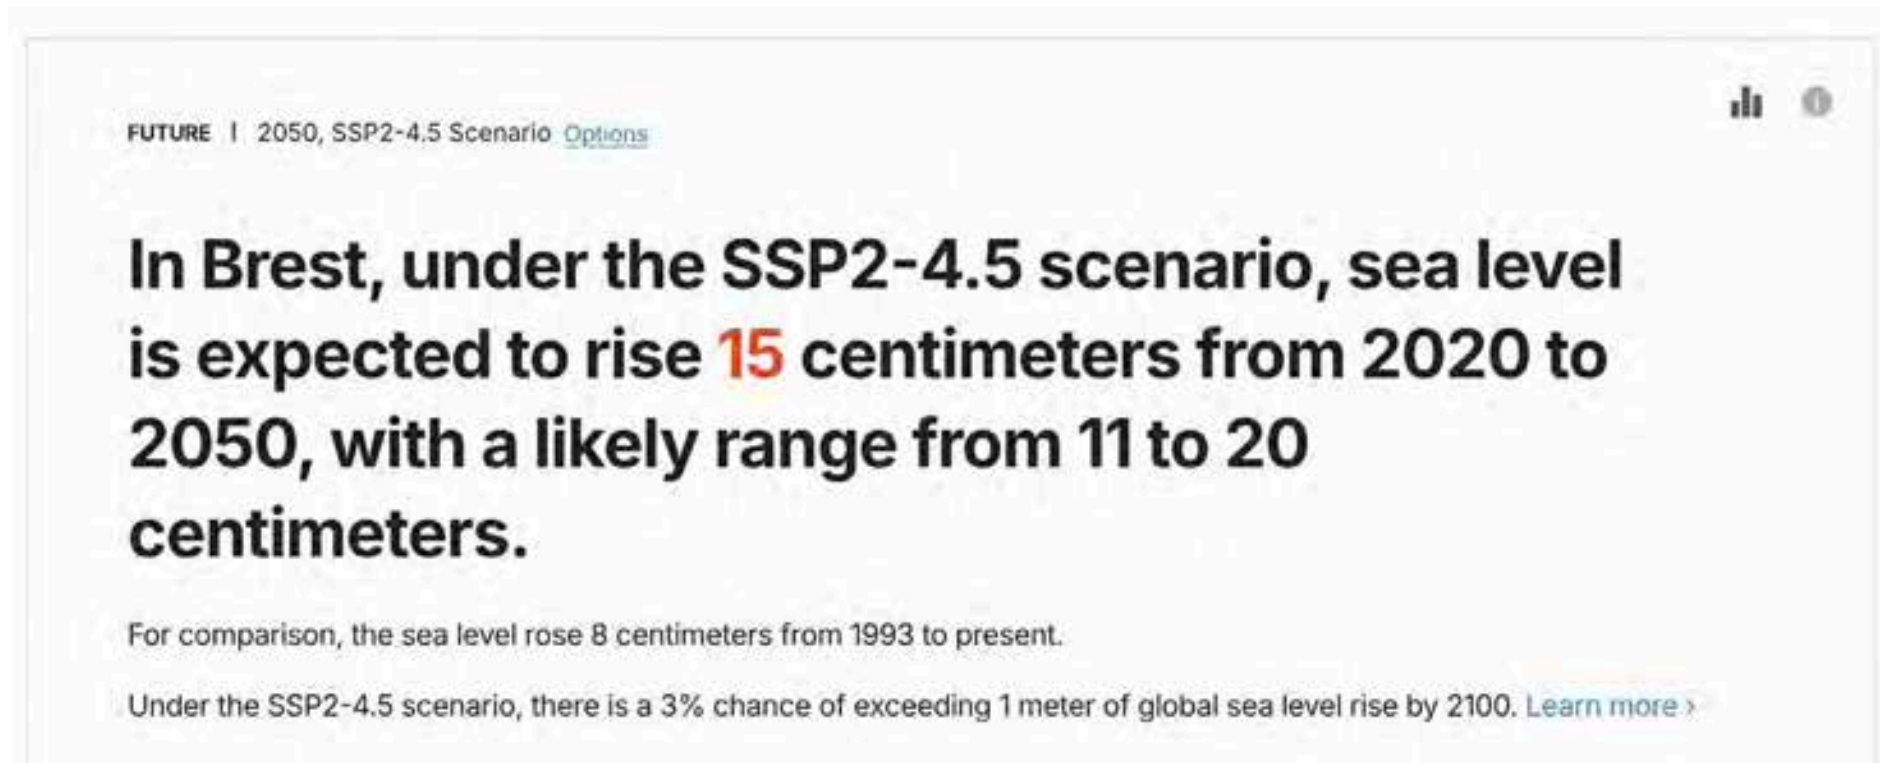 FUTURE | 2050, SSP2-4.5 Scenario Options
In Brest, under the SSP2-4.5 scenario, sea level
is expected to rise 15 centimeters from 2020 to
2050, with a likely range from 11 to 20
centimeters.
For comparison, the sea level rose 8 centimeters from 1993 to present.
Under the SSP2-4.5 scenario, there is a 3% chance of exceeding 1 meter of global sea level rise by 2100. Learn more ›